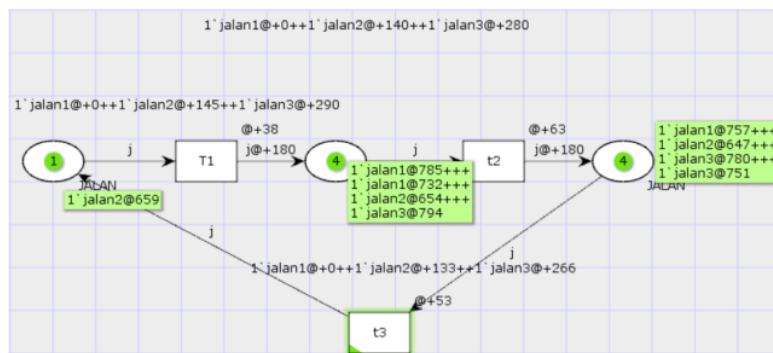 1`jalan1@+0++1`jalan2@+140++1`jalan3@+280
1`jalan1@+0++1`jalan2@+145++1`jalan3@+290
@+38
@+63
j
j@+180
j
j@+180
1
T1
4
t2
4
1`jalan1@757+++
1`jalan2@647+++
1`jalan3@780+++
1`jalan3@751
JALAN
JALAN
1`jalan1@785+++
1`jalan1@732+++
1`jalan2@654+++
1`jalan3@794
1`jalan2@659
j
j
1`jalan1@+0++1`jalan2@+133++1`jalan3@+266
@+53
t3